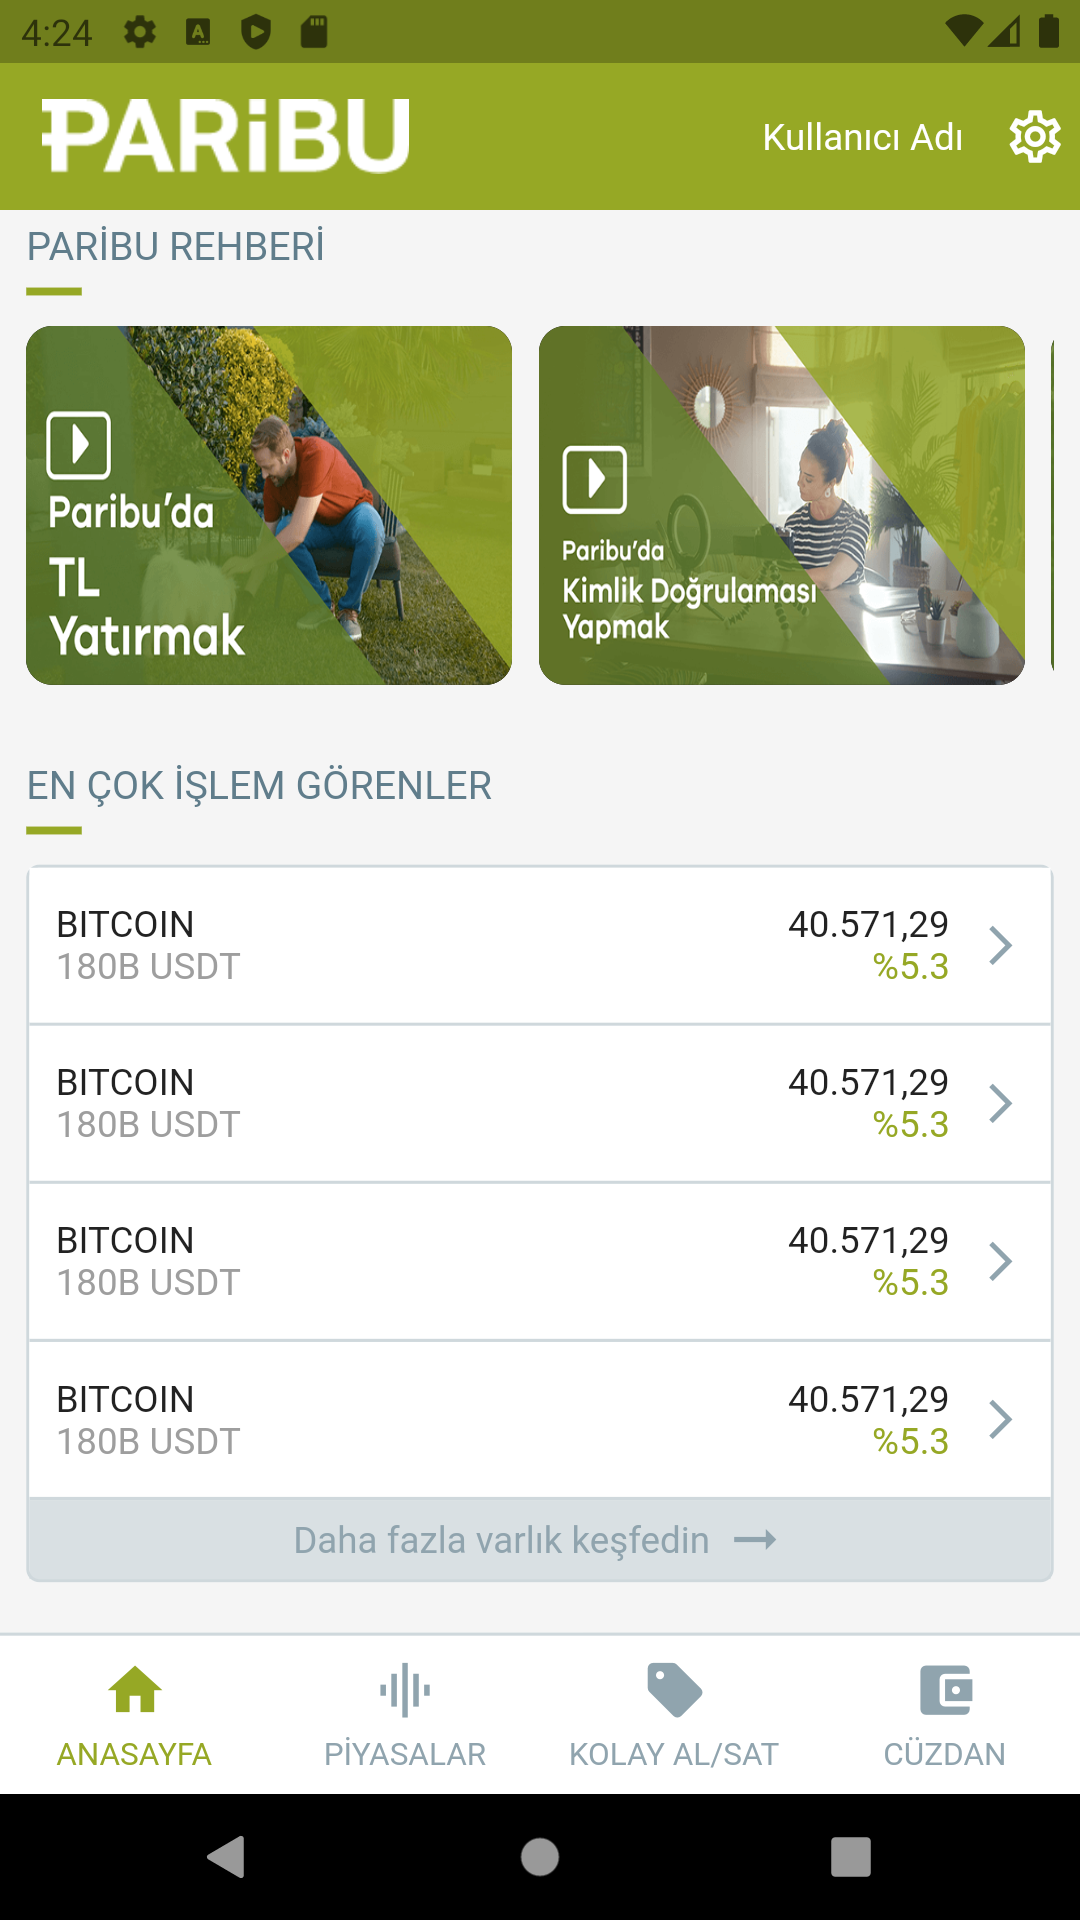 4:24
PARiBU
Kullanıcı Adı
PARİBU REHBERİ
Paribu'da
TL
Yatırmak
Paribu'da
Kimlik Doğrulaması
Yapmak
EN ÇOK İŞLEM GÖRENLER
BITCOIN 40.571,29
180B USDT %5.3
BITCOIN 40.571,29
180B USDT %5.3
BITCOIN 40.571,29
180B USDT %5.3
BITCOIN 40.571,29
180B USDT %5.3
Daha fazla varlık keşfedin →
ANASAYFA PİYASALAR KOLAY AL/SAT CÜZDAN